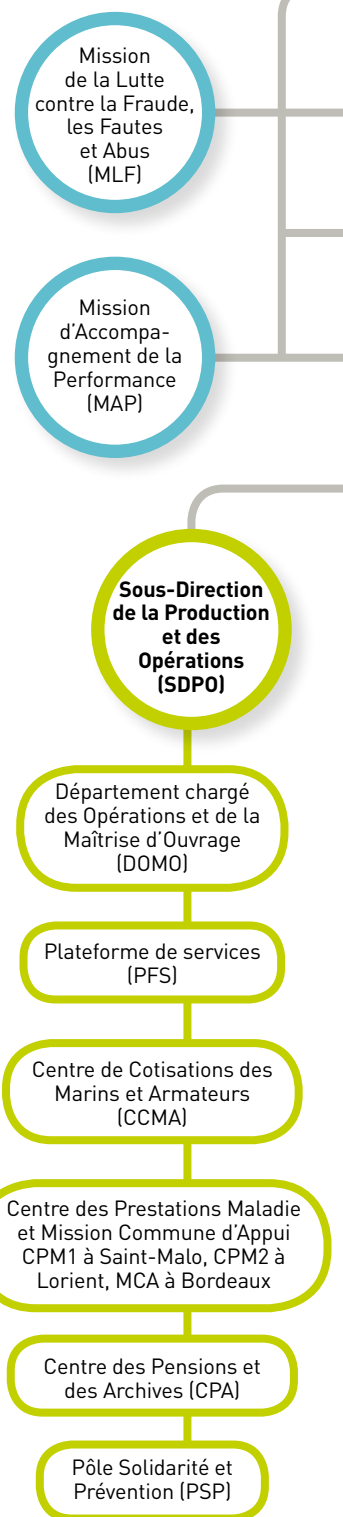 Mission
de la Lutte
contre la Fraude,
les Fautes
et Abus
(MLF)
Mission
d'Accompa-
gnement de la
Performance
(MAP)
Sous-Direction
de la Production
et des
Opérations
(SDPO)
Département chargé
des Opérations et de la
Maîtrise d'Ouvrage
(DOMO)
Plateforme de services
(PFS)
Centre de Cotisations des
Marins et Armateurs
(CCMA)
Centre des Prestations Maladie
et Mission Commune d'Appui
CPM1 à Saint-Malo, CPM2 à
Lorient, MCA à Bordeaux
Centre des Pensions et
des Archives (CPA)
Pôle Solidarité et
Prévention (PSP)